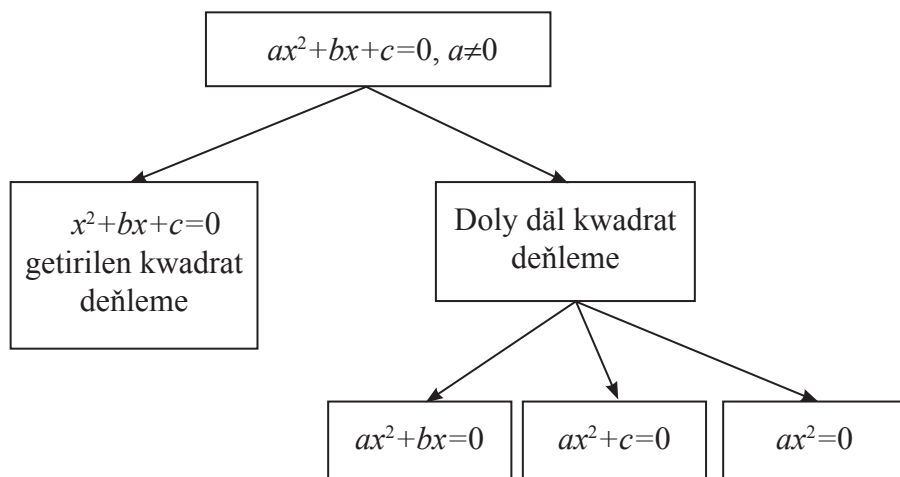 ax²+bx+c=0, a≠0
x²+bx+c=0
getirilen kwadrat
deňleme
Doly däl kwadrat
deňleme
ax²+bx=0
ax²+c=0
ax²=0